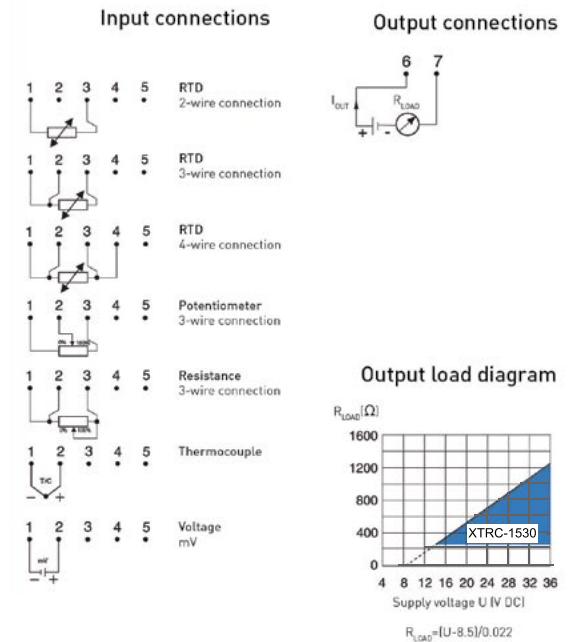 Input connections
1 2 3 4 5 RTD
2-wire connection
1 2 3 4 5 RTD
3-wire connection
1 2 3 4 5 RTD
4-wire connection
1 2 3 4 5 Potentiometer
3-wire connection
0% 100%
1 2 3 4 5 Resistance
3-wire connection
0% 100%
1 2 3 4 5 Thermocouple
T/C
- +
1 2 3 4 5 Voltage
mV
mV
- +
Output connections
6 7
IOUT RLOAD
+ -
Output load diagram
RLOAD(Ω)
1600
1200
800
400
0
XTRC-1530
4 8 12 16 20 24 28 32 36
Supply voltage U (V DC)
RLOAD=(U-8.5)/0.022